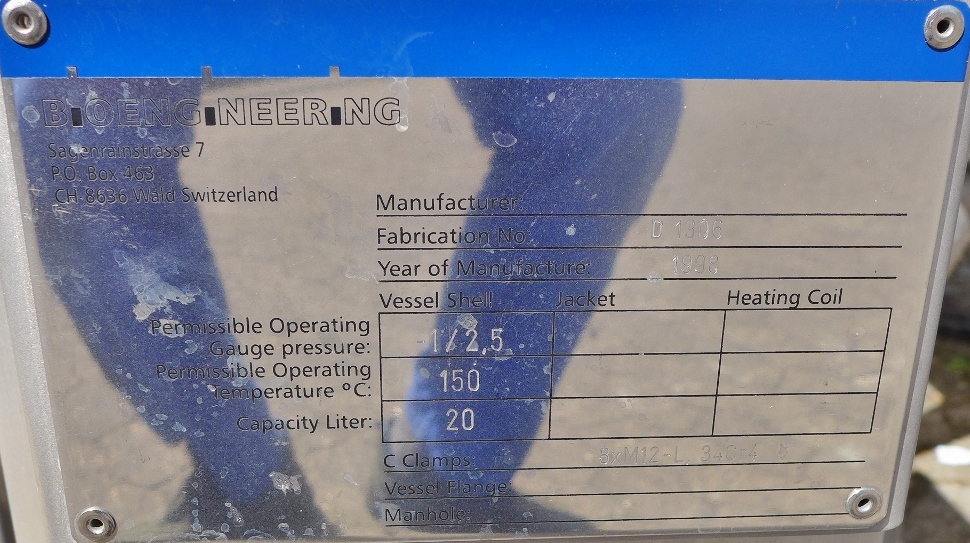 BIOENGINEERING
Sagenrainstrasse 7
P.O. Box 463
CH-8636 Wald Switzerland
Manufacturer:
Fabrication No.: D 1306
Year of Manufacture: 1998
Vessel Shell Jacket Heating Coil
Permissible Operating
Gauge pressure: -1/2,5
Permissible Operating
Temperature °C: 150
Capacity Liter: 20
C Clamps
Vessel Flange:
Manhole: